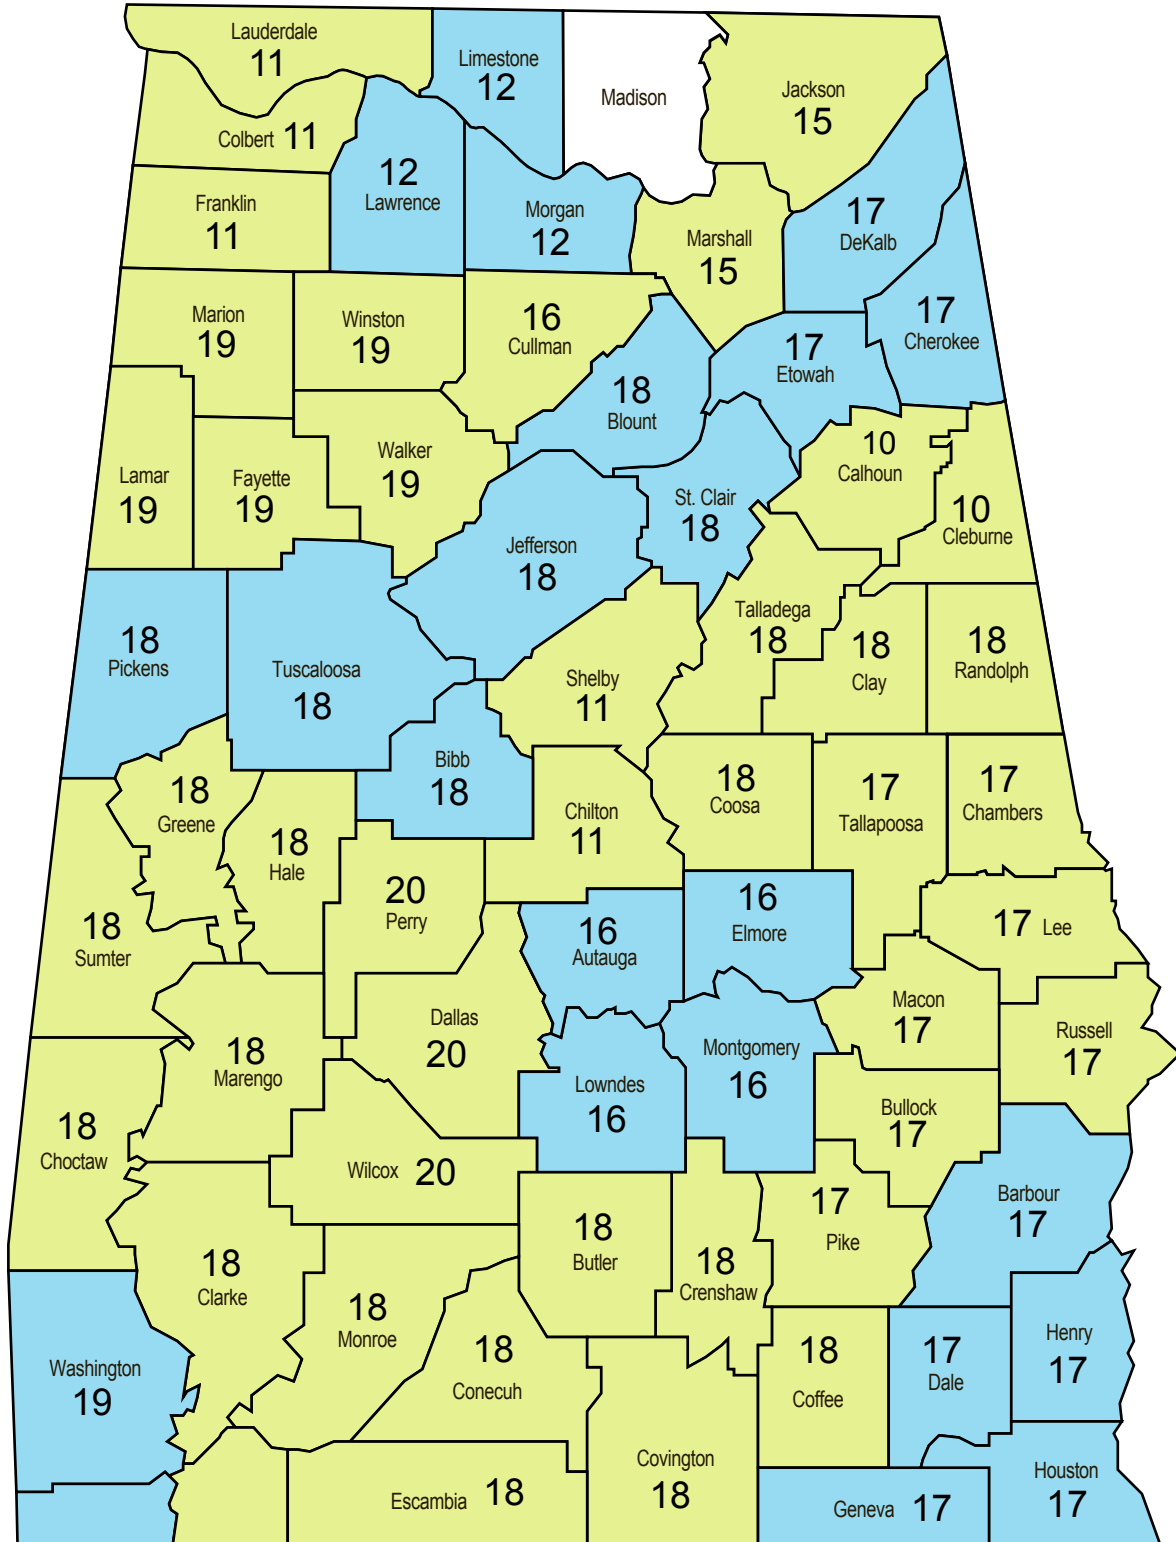 Lauderdale
11
Limestone
12
Madison
Jackson
15
Colbert 11
12
Lawrence
Franklin
11
Morgan
12
Marshall
15
17
DeKalb
Marion
19
Winston
19
16
Cullman
17
Cherokee
17
Etowah
18
Blount
Lamar
19
Fayette
19
Walker
19
10
Calhoun
St. Clair
18
10
Cleburne
Jefferson
18
18
Pickens
Tuscaloosa
18
Shelby
11
Talladega
18
18
Clay
18
Randolph
Bibb
18
18
Greene
18
Hale
Chilton
11
18
Coosa
17
Tallapoosa
17
Chambers
18
Sumter
20
Perry
16
Autauga
16
Elmore
17 Lee
18
Marengo
Dallas
20
Lowndes
16
Montgomery
16
Macon
17
Russell
17
18
Choctaw
Wilcox 20
Bullock
17
18
Clarke
18
Butler
18
Crenshaw
17
Pike
Barbour
17
Washington
19
18
Monroe
18
Conecuh
18
Coffee
17
Dale
Henry
17
Escambia 18
Covington
18
Geneva 17
Houston
17